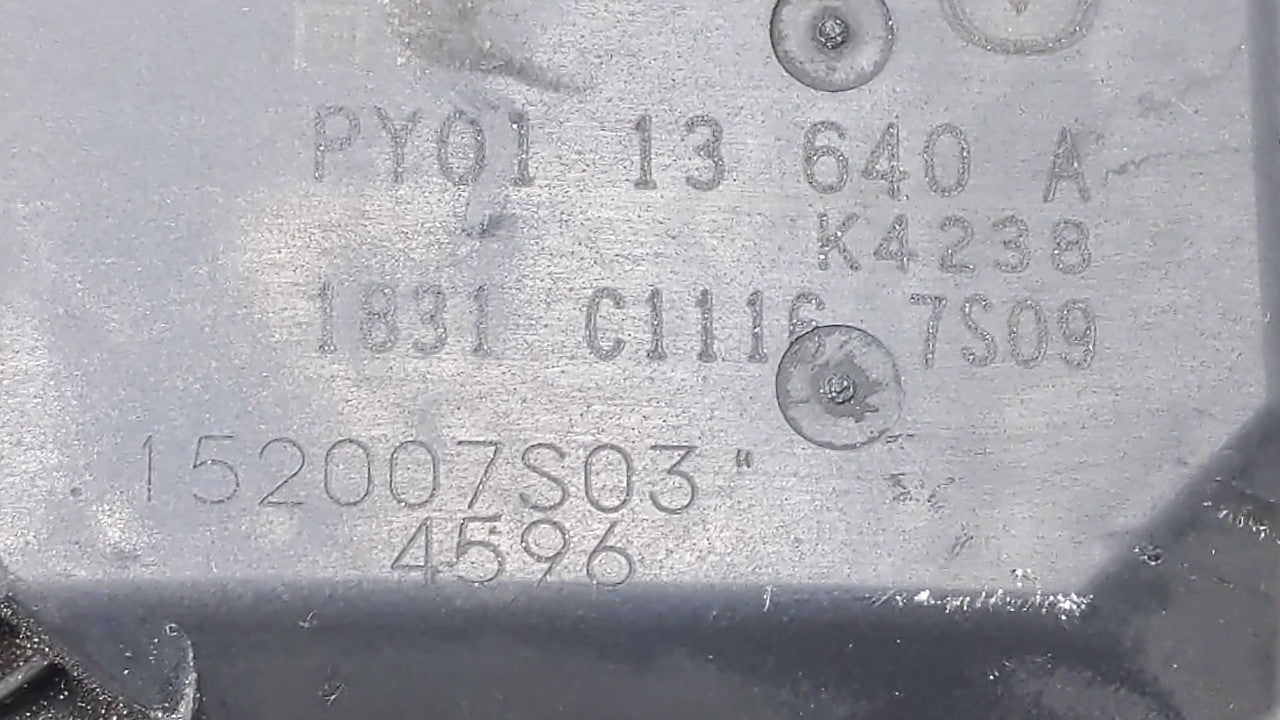 PY01 13 640 A
K4238
1831 C1116 7S09
152007S03"
4596